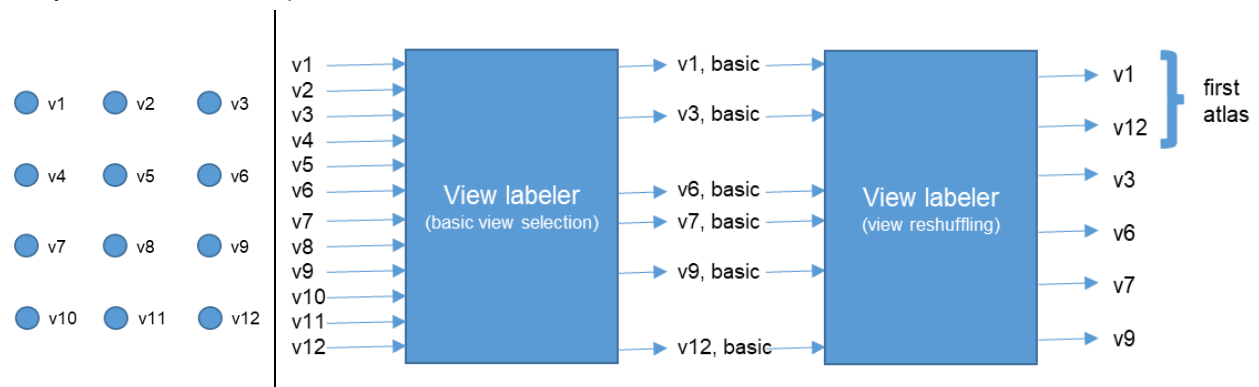 v1 v2 v3
v4 v5 v6
v7 v8 v9
v10 v11 v12
v1
v2
v3
v4
v5
v6
v7
v8
v9
v10
v11
v12
View labeler
(basic view selection)
v1, basic
v3, basic
v6, basic
v7, basic
v9, basic
v12, basic
View labeler
(view reshuffling)
v1
v12
v3
v6
v7
v9
first
atlas